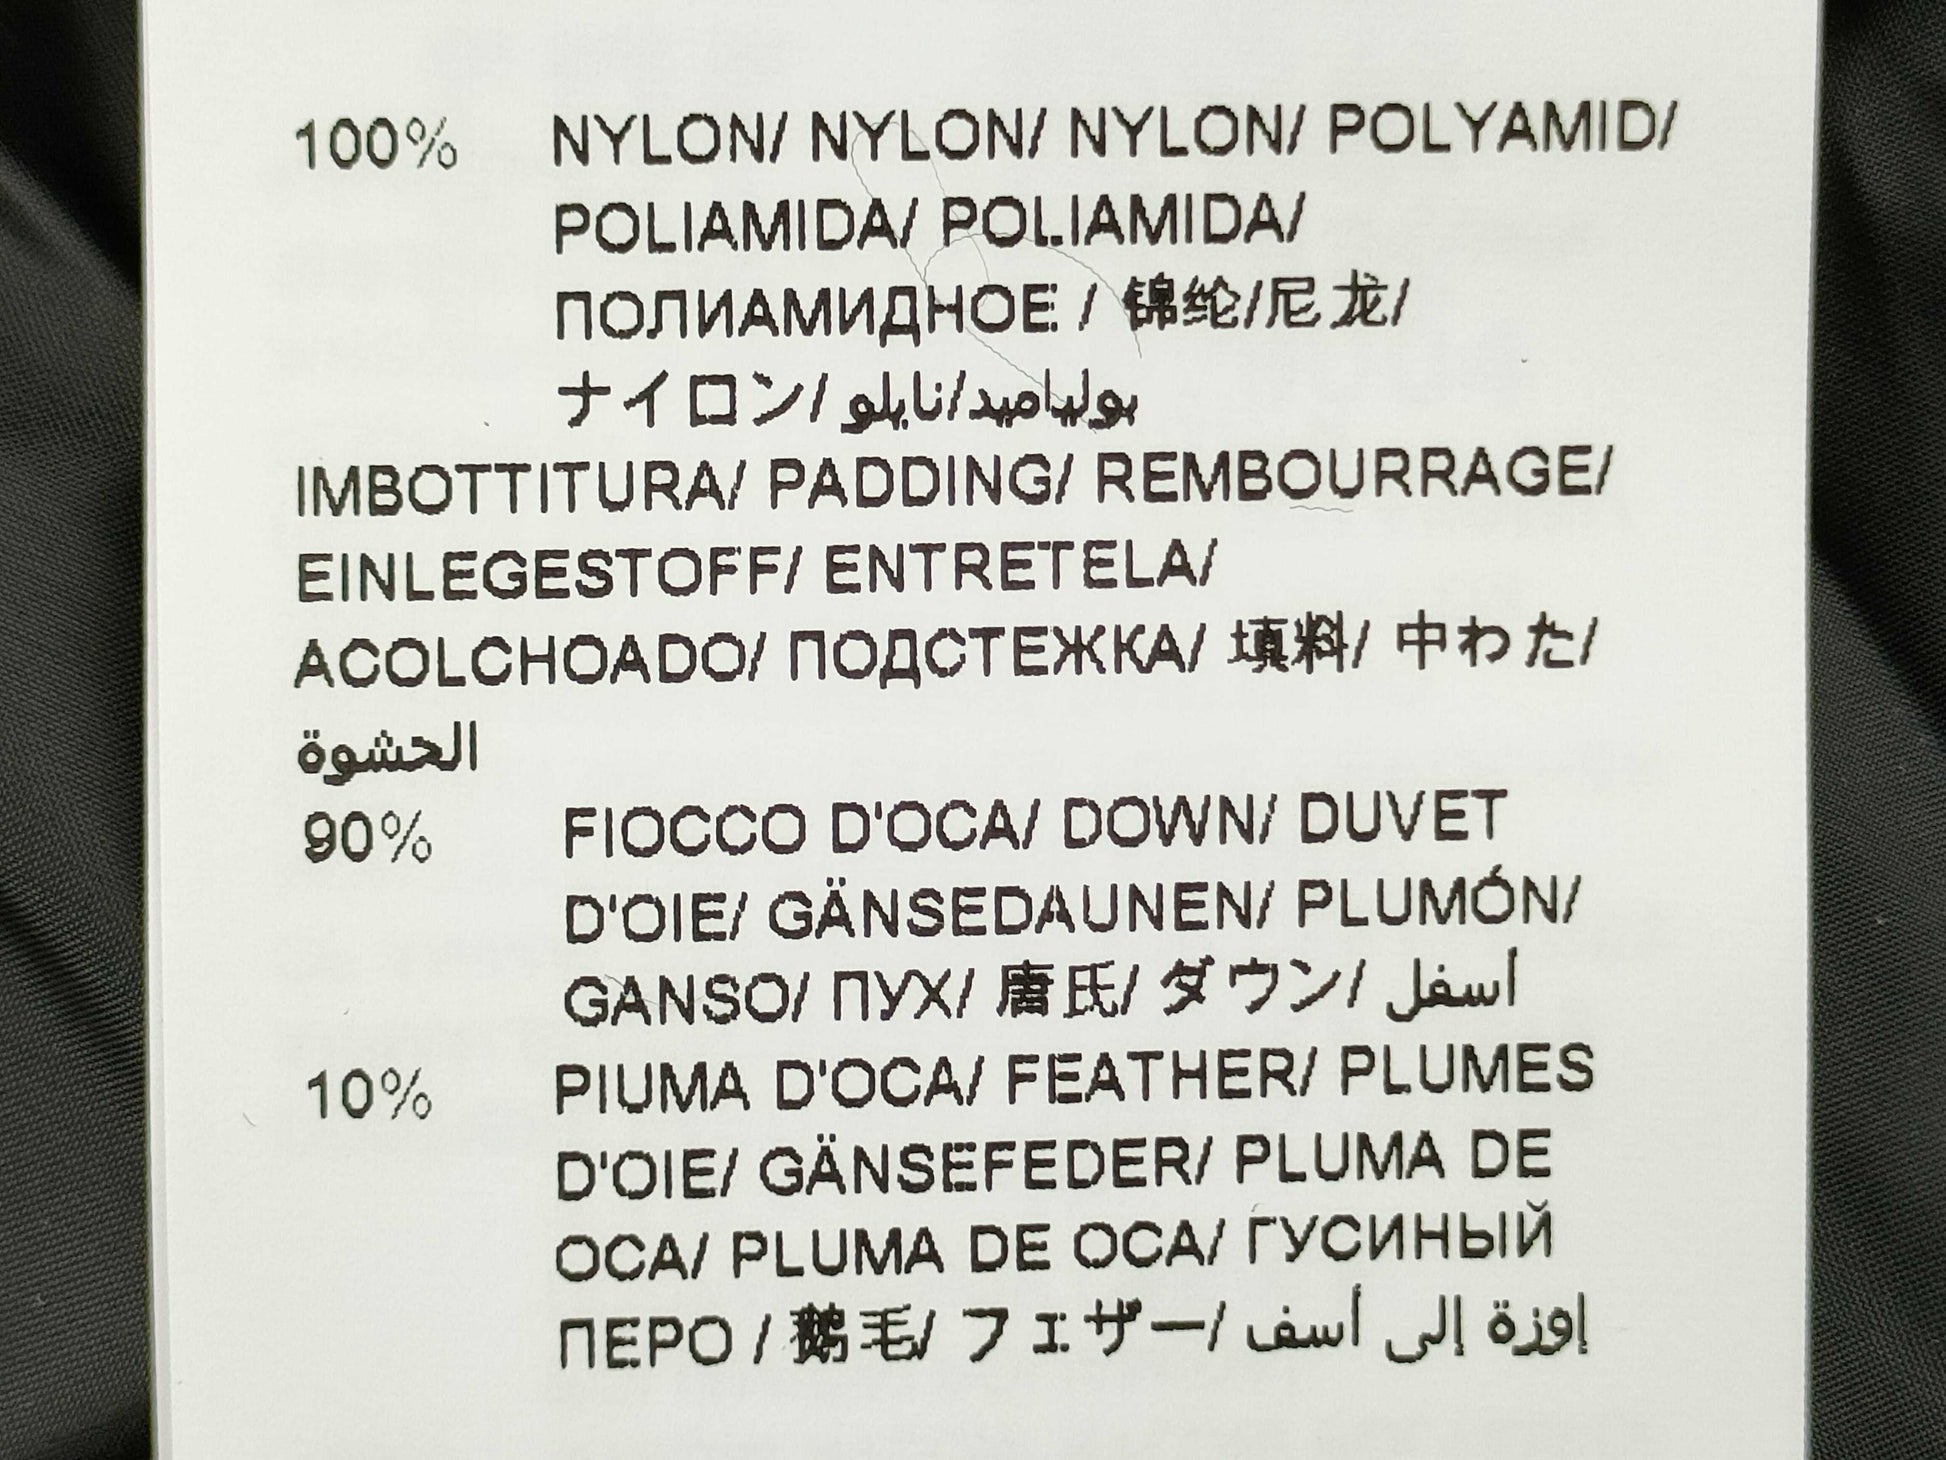 100% NYLON/ NYLON/ NYLON/ POLYAMID/
POLIAMIDA/ POLIAMIDA/
ПОЛИАМИДНОЕ / 锦纶/尼龙/
ナイロン/ بولياميد/نايلو
IMBOTTITURA/ PADDING/ REMBOURRAGE/
EINLEGESTOFF/ ENTRETELA/
ACOLCHOADO/ ПОДСТЕЖКА/ 填料/ 中わた/
الحشوة
90% FIOCCO D'OCA/ DOWN/ DUVET
D'OIE/ GÄNSEDAUNEN/ PLUMÓN/
GANSO/ ПУХ/ 唐氏/ ダウン/ أسفل
10% PIUMA D'OCA/ FEATHER/ PLUMES
D'OIE/ GÄNSEFEDER/ PLUMA DE
OCA/ PLUMA DE OCA/ ГУСИНЫЙ
ПЕРО / 鹅毛/ フェザー/ إوزة إلى أسف